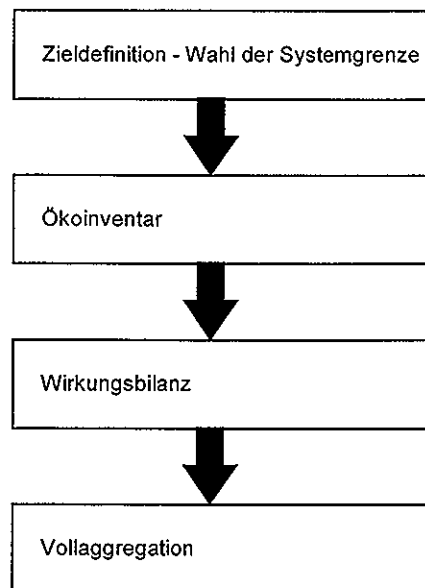 Zieldefinition - Wahl der Systemgrenze
Ökoinventar
Wirkungsbilanz
Vollaggregation